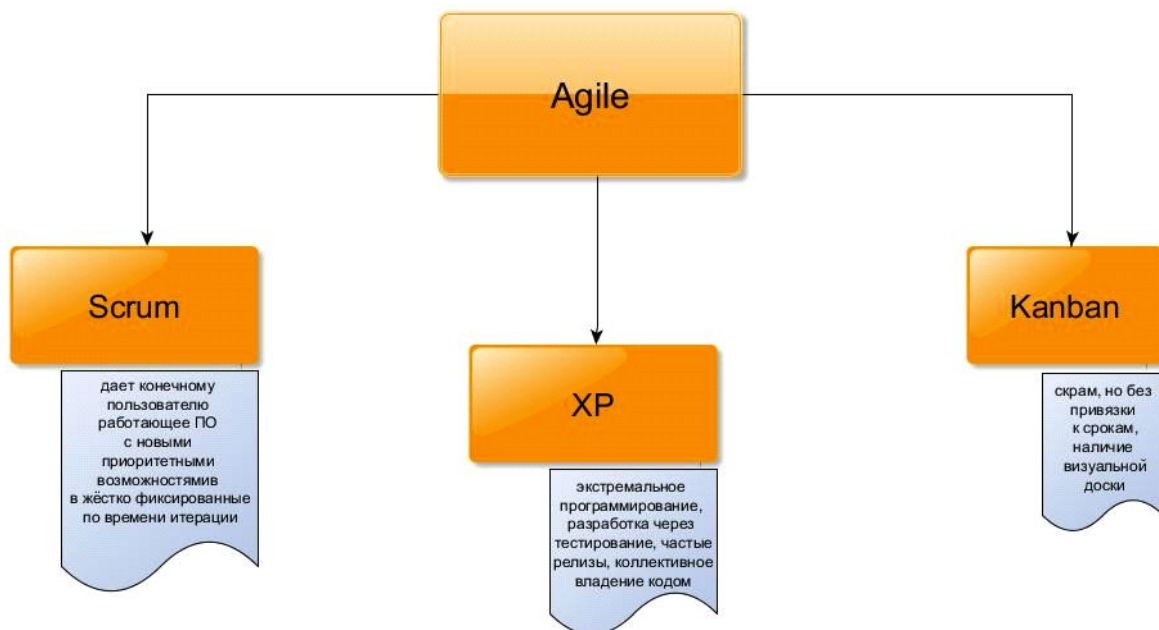 Agile
Scrum
дает конечному
пользователю
работающее ПО
с новыми
приоритетными
возможностямив
в жёстко фиксированные
по времени итерации
XP
экстремальное
программирование,
разработка через
тестирование, частые
релизы, коллективное
владение кодом
Kanban
скрам, но без
привязки
к срокам,
наличие
визуальной
доски